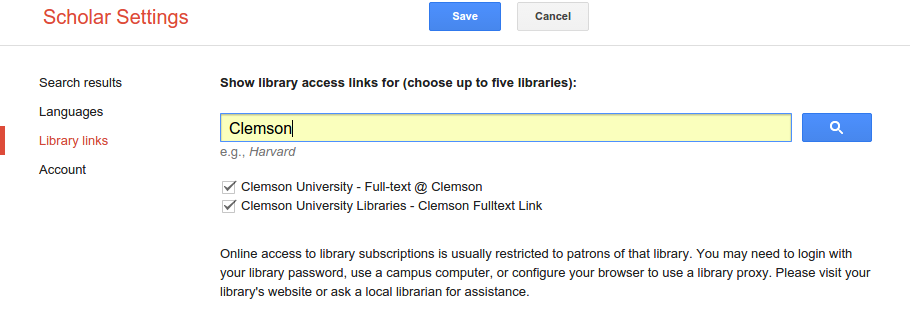 Scholar Settings
Save
Cancel
Search results
Languages
Library links
Account
Show library access links for (choose up to five libraries):
Clemson
e.g., Harvard
Clemson University - Full-text @ Clemson
Clemson University Libraries - Clemson Fulltext Link
Online access to library subscriptions is usually restricted to patrons of that library. You may need to login with
your library password, use a campus computer, or configure your browser to use a library proxy. Please visit your
library's website or ask a local librarian for assistance.